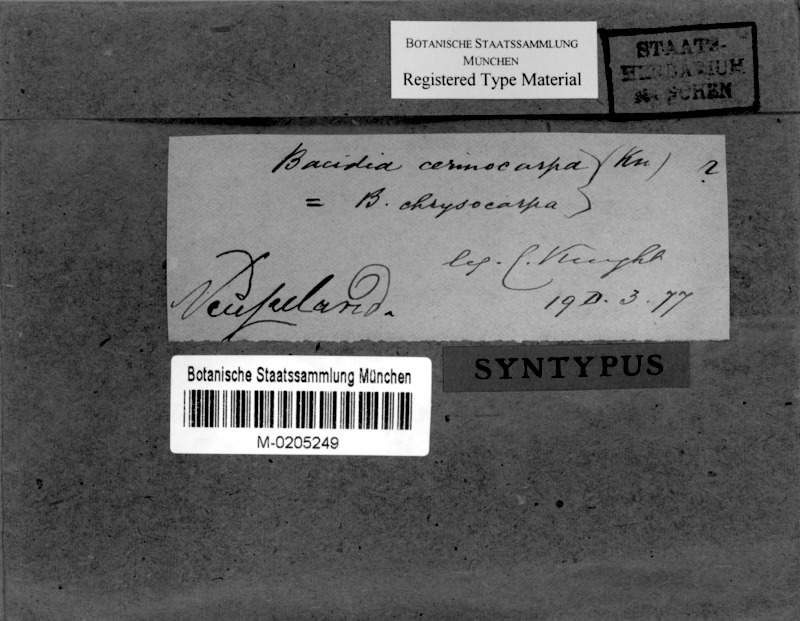 BOTANISCHE STAATSSAMMLUNG
MÜNCHEN
Registered Type Material
STAATS-
HERBARIUM
MÜNCHEN
Bacidia cerinocarpa } (Kn) ?
= B. chrysocarpa }
leg. C. Knight
Neuseeland.
19 D. 3. 77
SYNTYPUS
Botanische Staatssammlung München
M-0205249